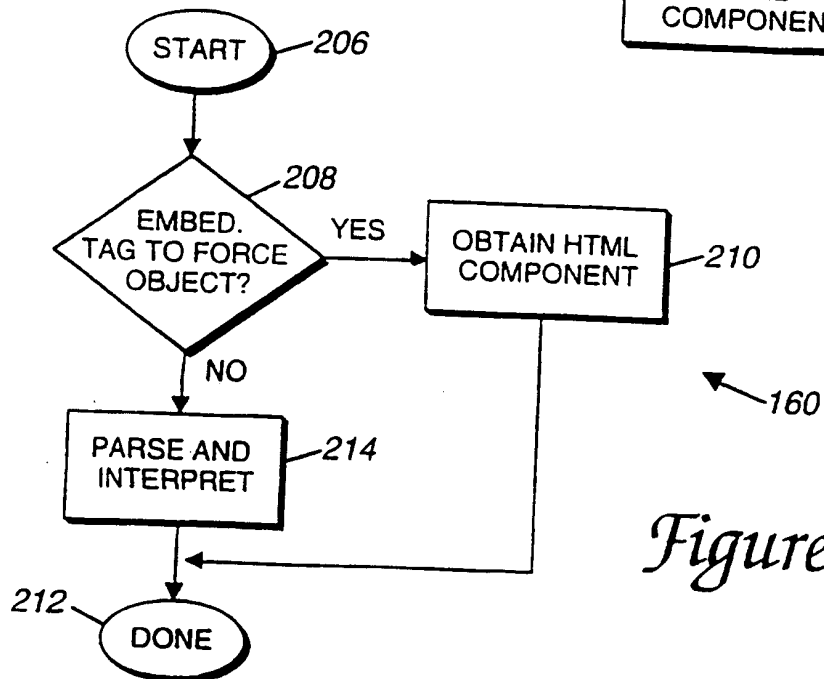 COMPONEN
START
206
208
EMBED.
TAG TO FORCE
OBJECT?
YES
OBTAIN HTML
COMPONENT
210
NO
160
PARSE AND
INTERPRET
214
Figure
212
DONE